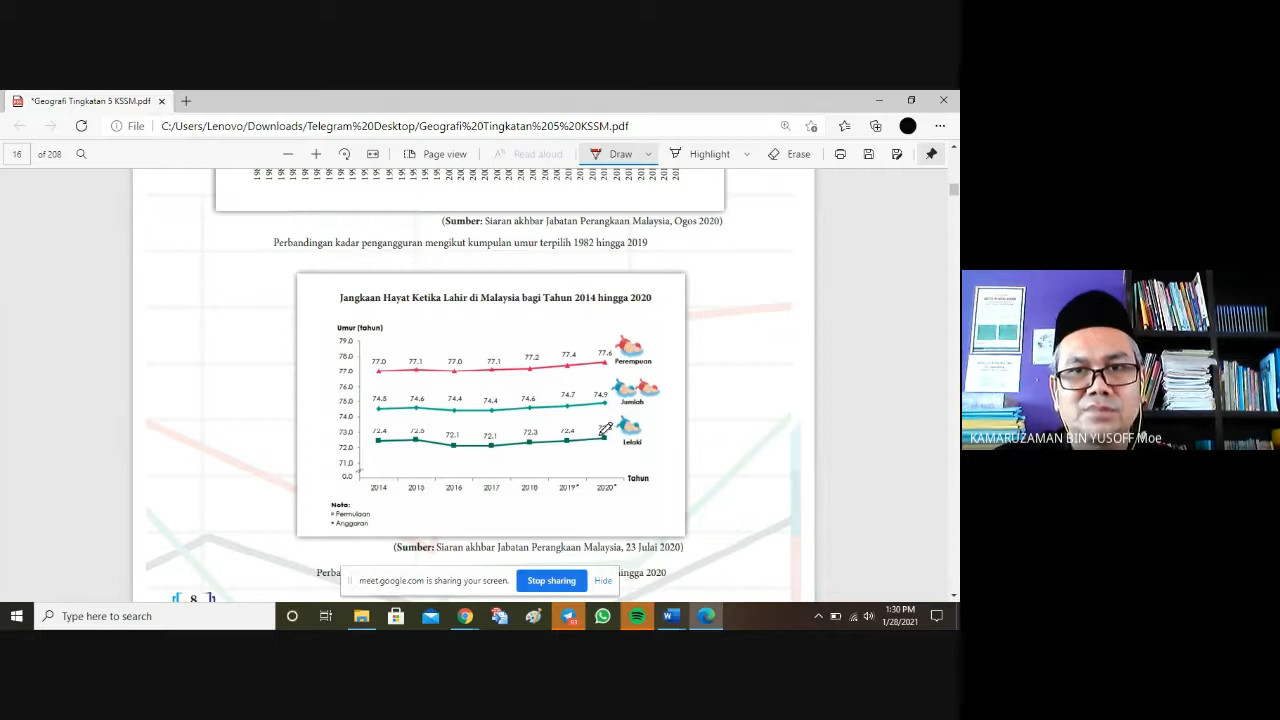 *Geografi Tingkatan 5 KSSM.pdf
File C:/Users/Lenovo/Downloads/Telegram%20Desktop/Geografi%20Tingkatan%205%20KSSM.pdf
16 of 208 Page view Read aloud Draw Highlight Erase
(Sumber: Siaran akhbar Jabatan Perangkaan Malaysia, Ogos 2020)
Perbandingan kadar pengangguran mengikut kumpulan umur terpilih 1982 hingga 2019
Jangkaan Hayat Ketika Lahir di Malaysia bagi Tahun 2014 hingga 2020
Umur (tahun)
79.0
78.0
77.0 77.1 77.0 77.1 77.2 77.4 77.6 Perempuan
77.0
76.0
75.0
74.6 74.4 74.4 74.6 74.7 74.9 Jumlah
74.0
73.0
72.4 72.5 72.1 72.1 72.3 72.4 Lelaki
72.0
71.0
0.0 Tahun
2014 2015 2016 2017 2018 2019ᴾ 2020*
Nota:
ᴾ Permulaan
* Anggaran
(Sumber: Siaran akhbar Jabatan Perangkaan Malaysia, 23 Julai 2020)
hingga 2020
meet.google.com is sharing your screen. Stop sharing Hide
8
Type here to search
1:30 PM
1/28/2021
KAMARUZAMAN BIN YUSOFF Moe